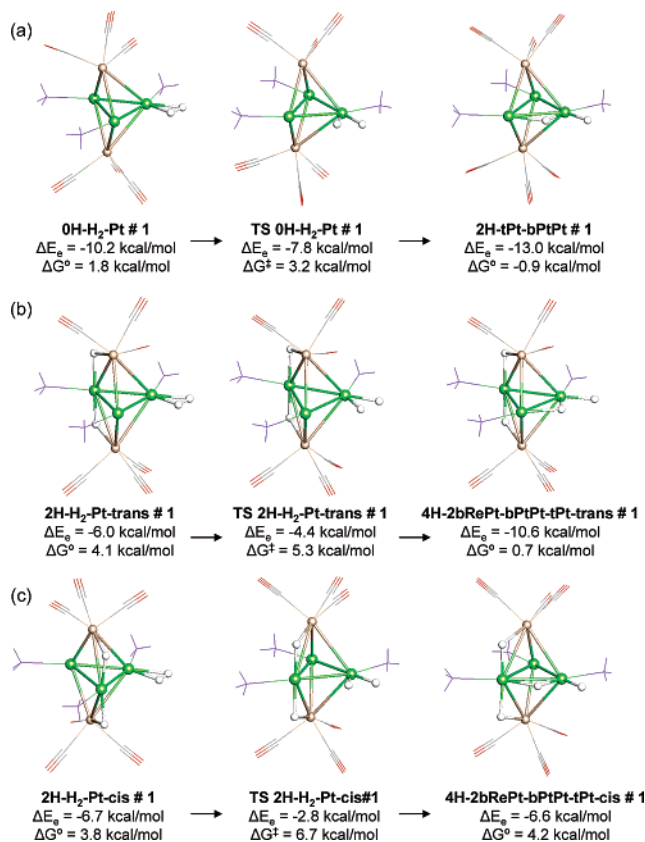 (a)
0H-H₂-Pt # 1
ΔEₑ = -10.2 kcal/mol
ΔG° = 1.8 kcal/mol
TS 0H-H₂-Pt # 1
ΔEₑ = -7.8 kcal/mol
ΔG‡ = 3.2 kcal/mol
2H-tPt-bPtPt # 1
ΔEₑ = -13.0 kcal/mol
ΔG° = -0.9 kcal/mol
(b)
2H-H₂-Pt-trans # 1
ΔEₑ = -6.0 kcal/mol
ΔG° = 4.1 kcal/mol
TS 2H-H₂-Pt-trans # 1
ΔEₑ = -4.4 kcal/mol
ΔG‡ = 5.3 kcal/mol
4H-2bRePt-bPtPt-tPt-trans # 1
ΔEₑ = -10.6 kcal/mol
ΔG° = 0.7 kcal/mol
(c)
2H-H₂-Pt-cis # 1
ΔEₑ = -6.7 kcal/mol
ΔG° = 3.8 kcal/mol
TS 2H-H₂-Pt-cis#1
ΔEₑ = -2.8 kcal/mol
ΔG‡ = 6.7 kcal/mol
4H-2bRePt-bPtPt-tPt-cis # 1
ΔEₑ = -6.6 kcal/mol
ΔG° = 4.2 kcal/mol